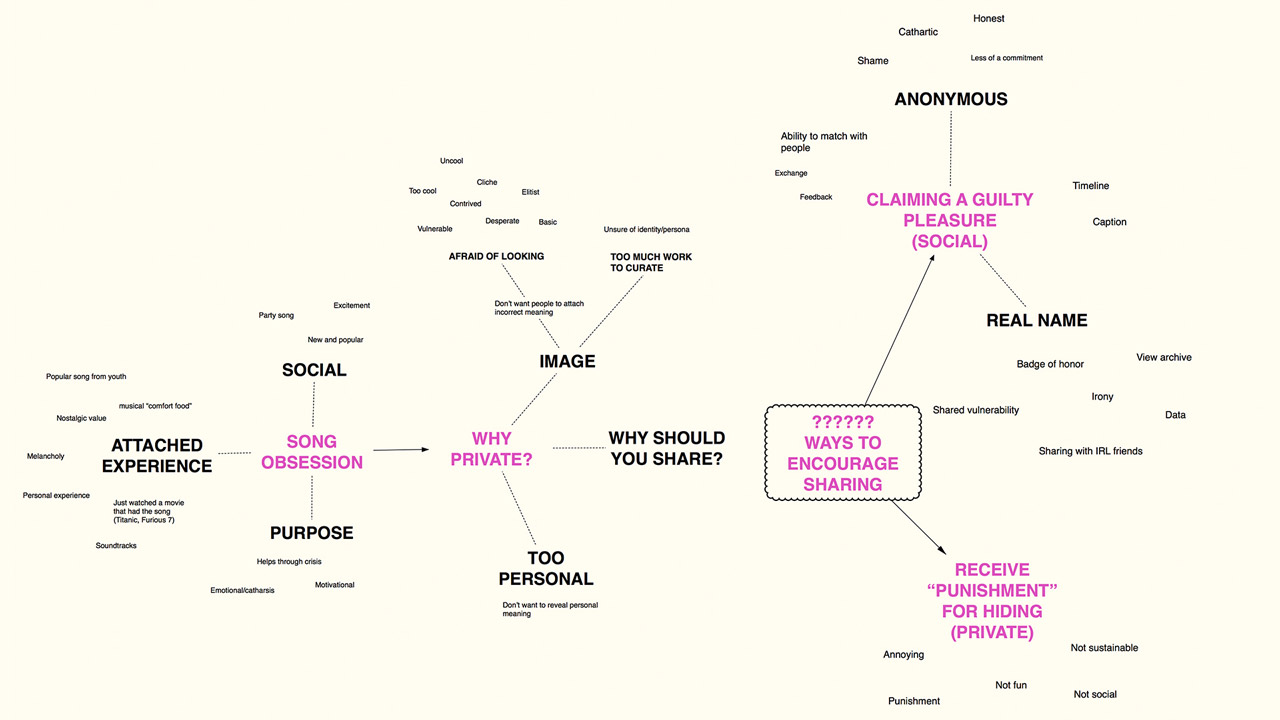 Popular song from youth
musical “comfort food”
Nostalgic value
ATTACHED
EXPERIENCE
Melancholy
Personal experience
Just watched a movie
that had the song
(Titanic, Furious 7)
Soundtracks
Excitement
Party song
New and popular
SOCIAL
SONG
OBSESSION
PURPOSE
Helps through crisis
Motivational
Emotional/catharsis
Uncool
Cliche
Too cool
Elitist
Contrived
Desperate
Basic
Vulnerable
AFRAID OF LOOKING
Unsure of identity/persona
TOO MUCH WORK
TO CURATE
Don't want people to attach
incorrect meaning
IMAGE
WHY
PRIVATE?
WHY SHOULD
YOU SHARE?
TOO
PERSONAL
Don't want to reveal personal
meaning
??????
WAYS TO
ENCOURAGE
SHARING
Honest
Cathartic
Shame
Less of a commitment
ANONYMOUS
Ability to match with
people
Exchange
Feedback
CLAIMING A GUILTY
PLEASURE
(SOCIAL)
Timeline
Caption
REAL NAME
Badge of honor
View archive
Irony
Shared vulnerability
Data
Sharing with IRL friends
RECEIVE
“PUNISHMENT”
FOR HIDING
(PRIVATE)
Annoying
Not sustainable
Not fun
Not social
Punishment